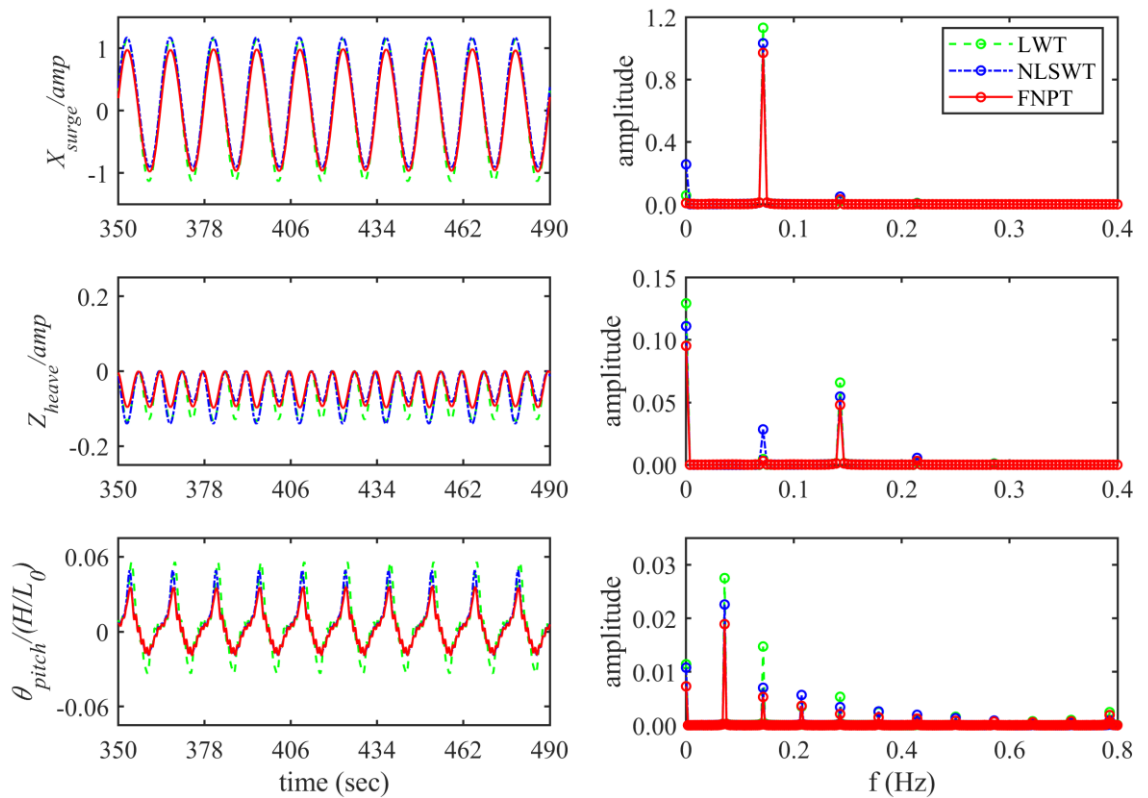 X_surge/amp
1
0
-1
350 378 406 434 462 490
amplitude
1.2
0.9
0.6
0.3
0.0
0 0.1 0.2 0.3 0.4
LWT
NLSWT
FNPT
Z_heave/amp
0.2
0
-0.2
350 378 406 434 462 490
amplitude
0.15
0.10
0.05
0.00
0 0.1 0.2 0.3 0.4
θ_pitch/(H/L_0)
0.06
0
-0.06
350 378 406 434 462 490
time (sec)
amplitude
0.03
0.02
0.01
0.00
0 0.2 0.4 0.6 0.8
f (Hz)